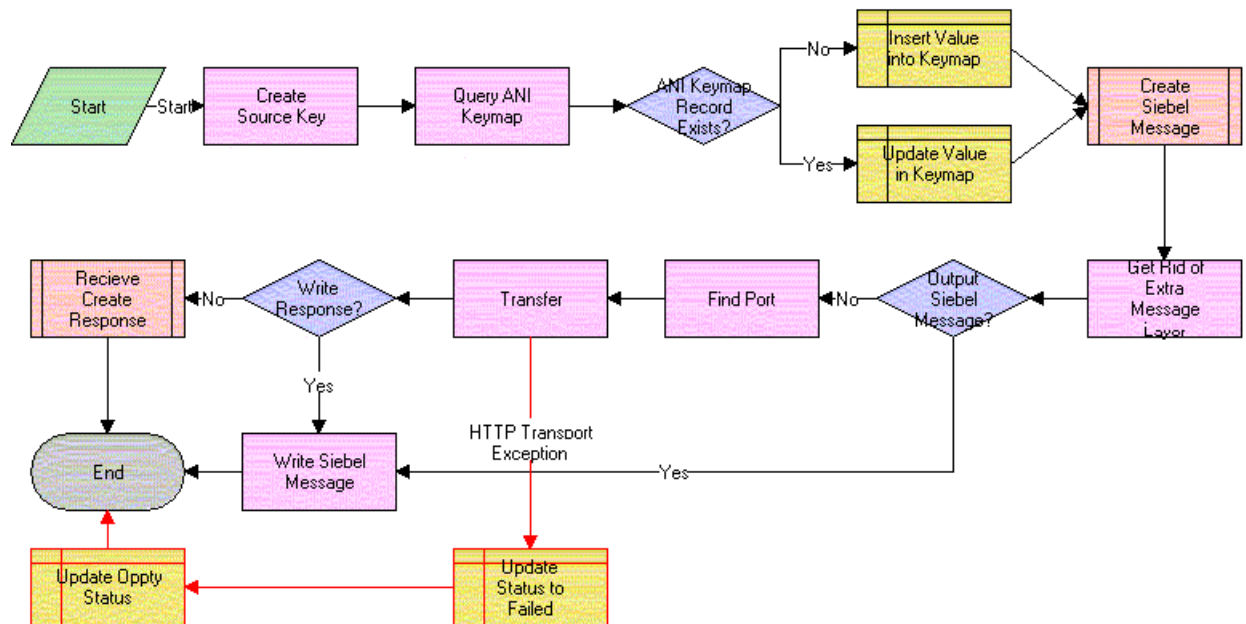 Start
Start
Create
Source Key
Query ANI
Keymap
ANI Keymap
Record
Exists?
No
Insert Value
into Keymap
Yes
Update Value
in Keymap
Create
Siebel
Message
Recieve
Create
Response
No
Write
Response?
Transfer
Find Port
No
Output
Siebel
Message?
Get Rid of
Extra
Message
Layer
Yes
HTTP Transport
Exception
End
Write Siebel
Message
Yes
Update Oppty
Status
Update
Status to
Failed